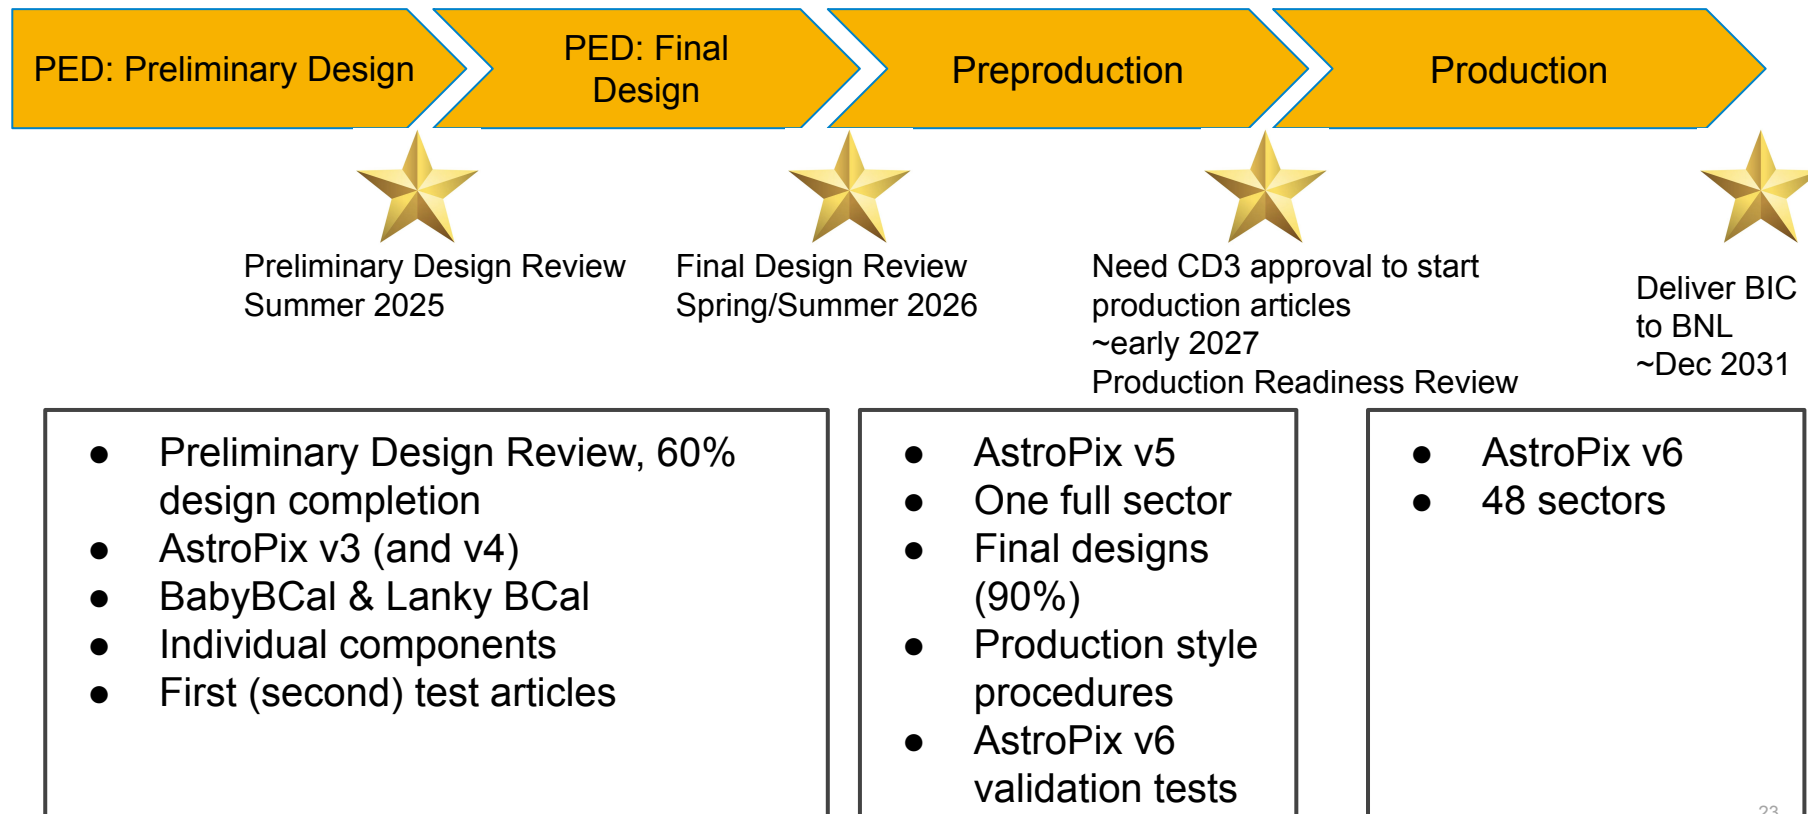 PED: Preliminary Design
PED: Final
Design
Preproduction
Production
Preliminary Design Review
Summer 2025
Final Design Review
Spring/Summer 2026
Need CD3 approval to start
production articles
~early 2027
Production Readiness Review
Deliver BIC
to BNL
~Dec 2031
● Preliminary Design Review, 60%
design completion
● AstroPix v3 (and v4)
● BabyBCal & Lanky BCal
● Individual components
● First (second) test articles
● AstroPix v5
● One full sector
● Final designs
(90%)
● Production style
procedures
● AstroPix v6
validation tests
● AstroPix v6
● 48 sectors
23